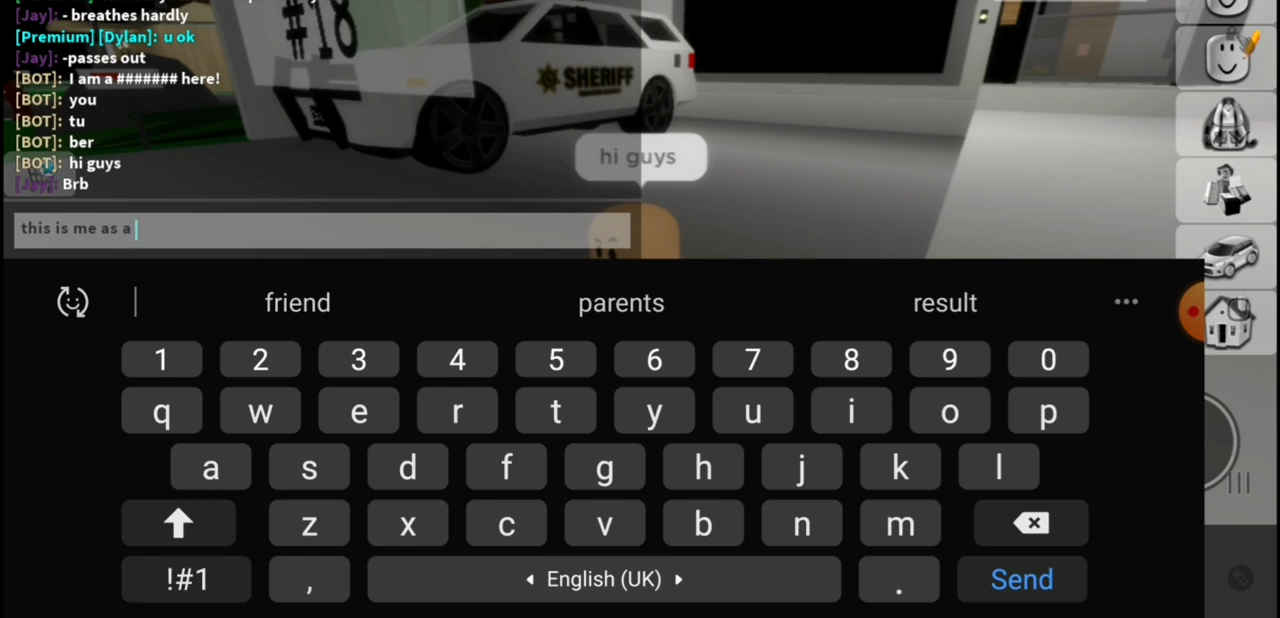 [Jay]: - breathes hardly
[Premium] [Dylan]: u ok
[Jay]: -passes out
[BOT]: I am a ####### here!
[BOT]: you
[BOT]: tu
[BOT]: ber
[BOT]: hi guys
[Jay]: Brb
#18
SHERIFF
hi guys
this is me as a
friend parents result
1 2 3 4 5 6 7 8 9 0
q w e r t y u i o p
a s d f g h j k l
z x c v b n m
!#1 , English (UK) . Send